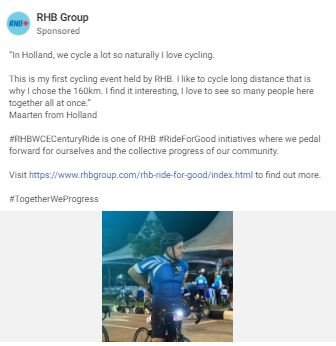 RHB
RHB Group
Sponsored
"In Holland, we cycle a lot so naturally I love cycling.
This is my first cycling event held by RHB. I like to cycle long distance that is
why I chose the 160km. I find it interesting, I love to see so many people here
together all at once."
Maarten from Holland
#RHBWCECenturyRide is one of RHB #RideForGood initiatives where we pedal
forward for ourselves and the collective progress of our community.
Visit https://www.rhbgroup.com/rhb-ride-for-good/index.html to find out more.
#TogetherWeProgress